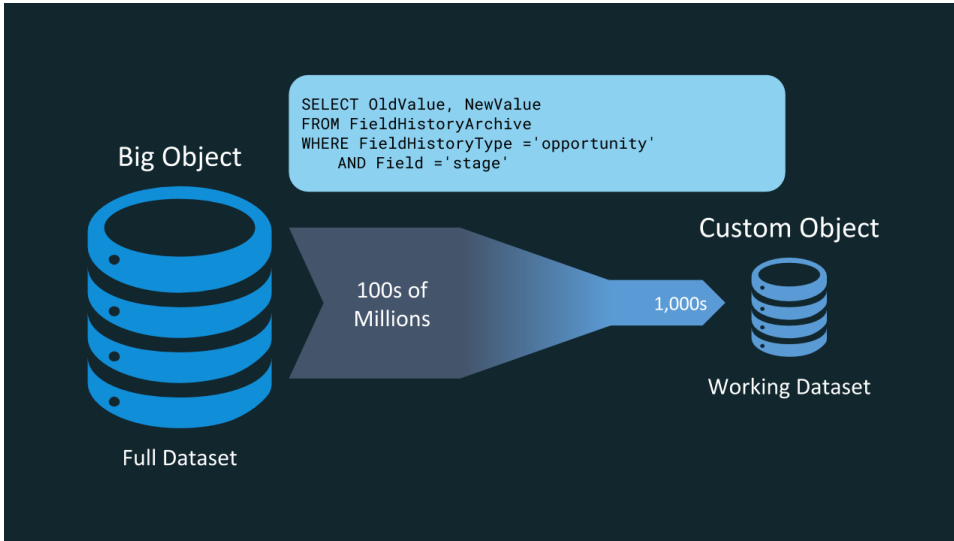 SELECT OldValue, NewValue
FROM FieldHistoryArchive
WHERE FieldHistoryType ='opportunity'
    AND Field ='stage'
Big Object
Custom Object
100s of
Millions
1,000s
Working Dataset
Full Dataset